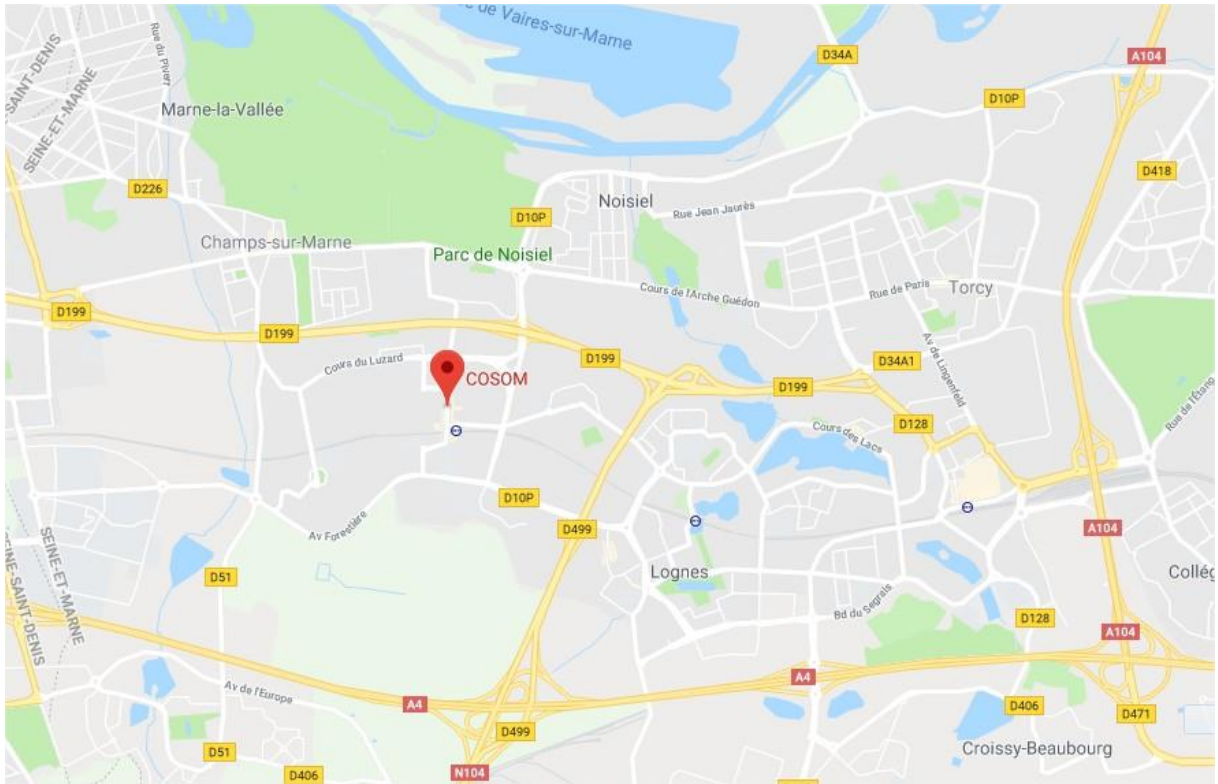 de Vaires-sur-Marne
SEINE-SAINT-DENIS
SEINE-ET-MARNE
Rue du Pivert
D34A
A104
Marne-la-Vallée
D10P
D226
D418
Noisiel
D10P
Rue Jean Jaurès
Champs-sur-Marne
Parc de Noisiel
Cours de l'Arche Guédon
Rue de Paris
Torcy
D199
D199
Cours du Luzard
D199
D34A1
Av de Lingenfeld
COSOM
D199
Rue de l'Étang
D128
Cours des Lacs
D10P
D499
A104
Av Forestière
SEINE-ET-MARNE
SEINE-SAINT-DENIS
D51
Lognes
Collég
Bd du Segrais
D128
A104
Av de l'Europe
A4
A4
D406
D471
D499
D51
Croissy-Beaubourg
D406
N104